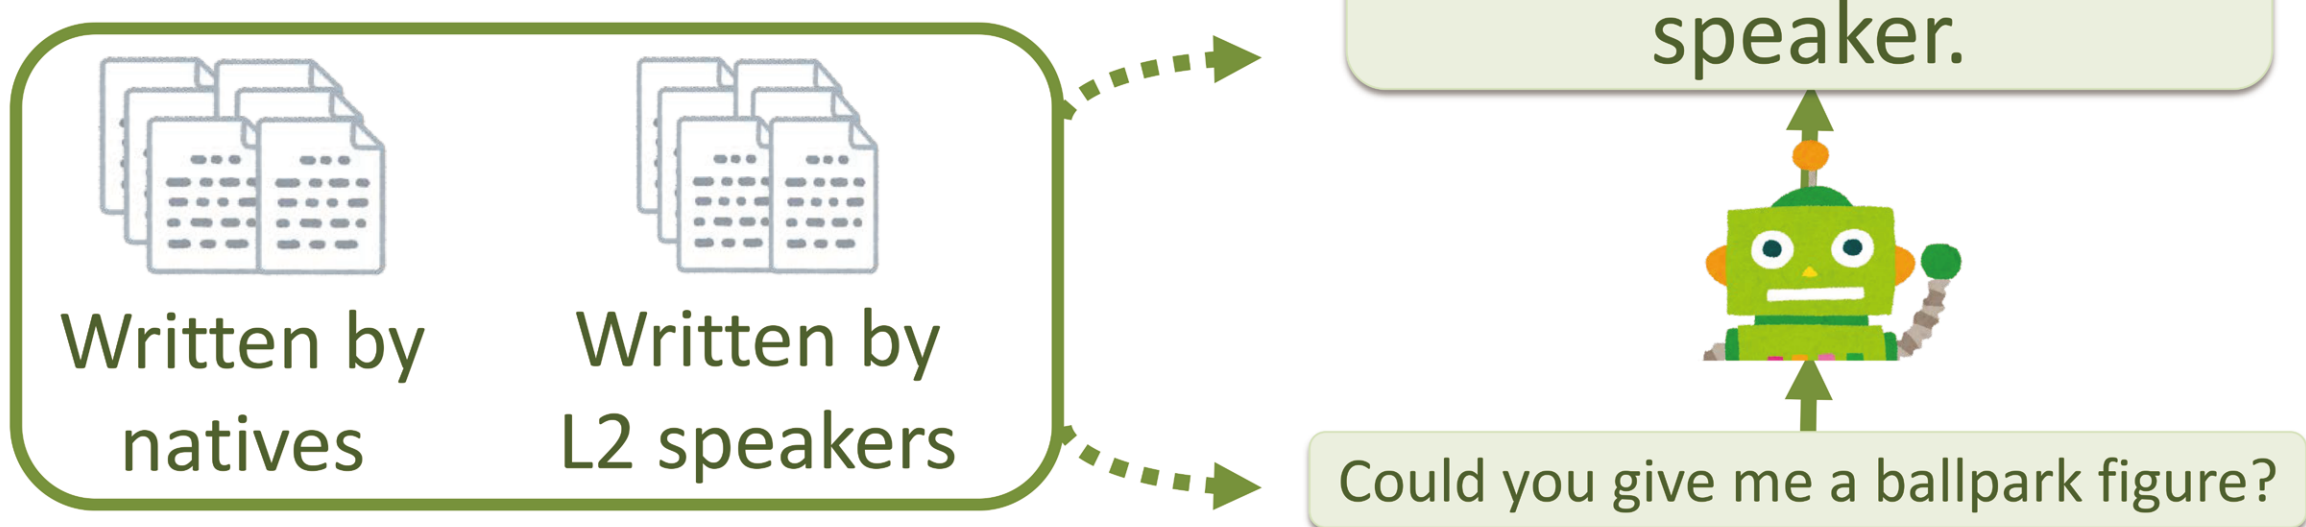 speaker.
Written by
natives
Written by
L2 speakers
Could you give me a ballpark figure?